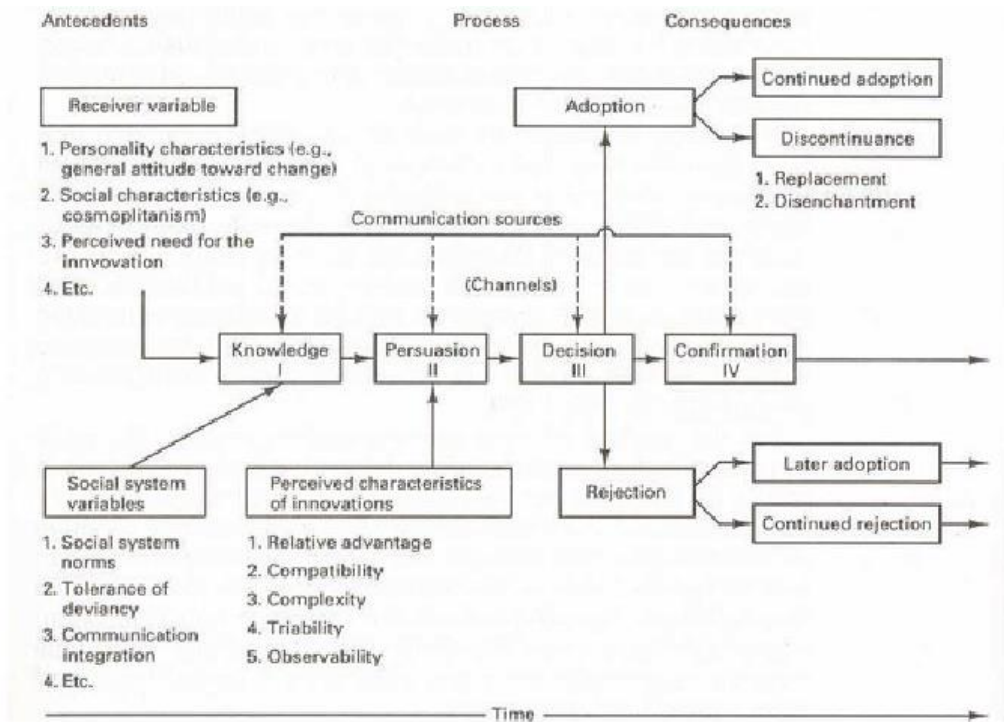 Antecedents
Process
Consequences
Receiver variable
1. Personality characteristics (e.g.,
general attitude toward change)
2. Social characteristics (e.g.,
cosmoplitanism)
3. Perceived need for the
innvovation
4. Etc.
Adoption
Continued adoption
Discontinuance
1. Replacement
2. Disenchantment
Communication sources
(Channels)
Knowledge
I
Persuasion
II
Decision
III
Confirmation
IV
Social system
variables
1. Social system
norms
2. Tolerance of
deviancy
3. Communication
integration
4. Etc.
Perceived characteristics
of innovations
1. Relative advantage
2. Compatibility
3. Complexity
4. Triability
5. Observability
Rejection
Later adoption
Continued rejection
Time